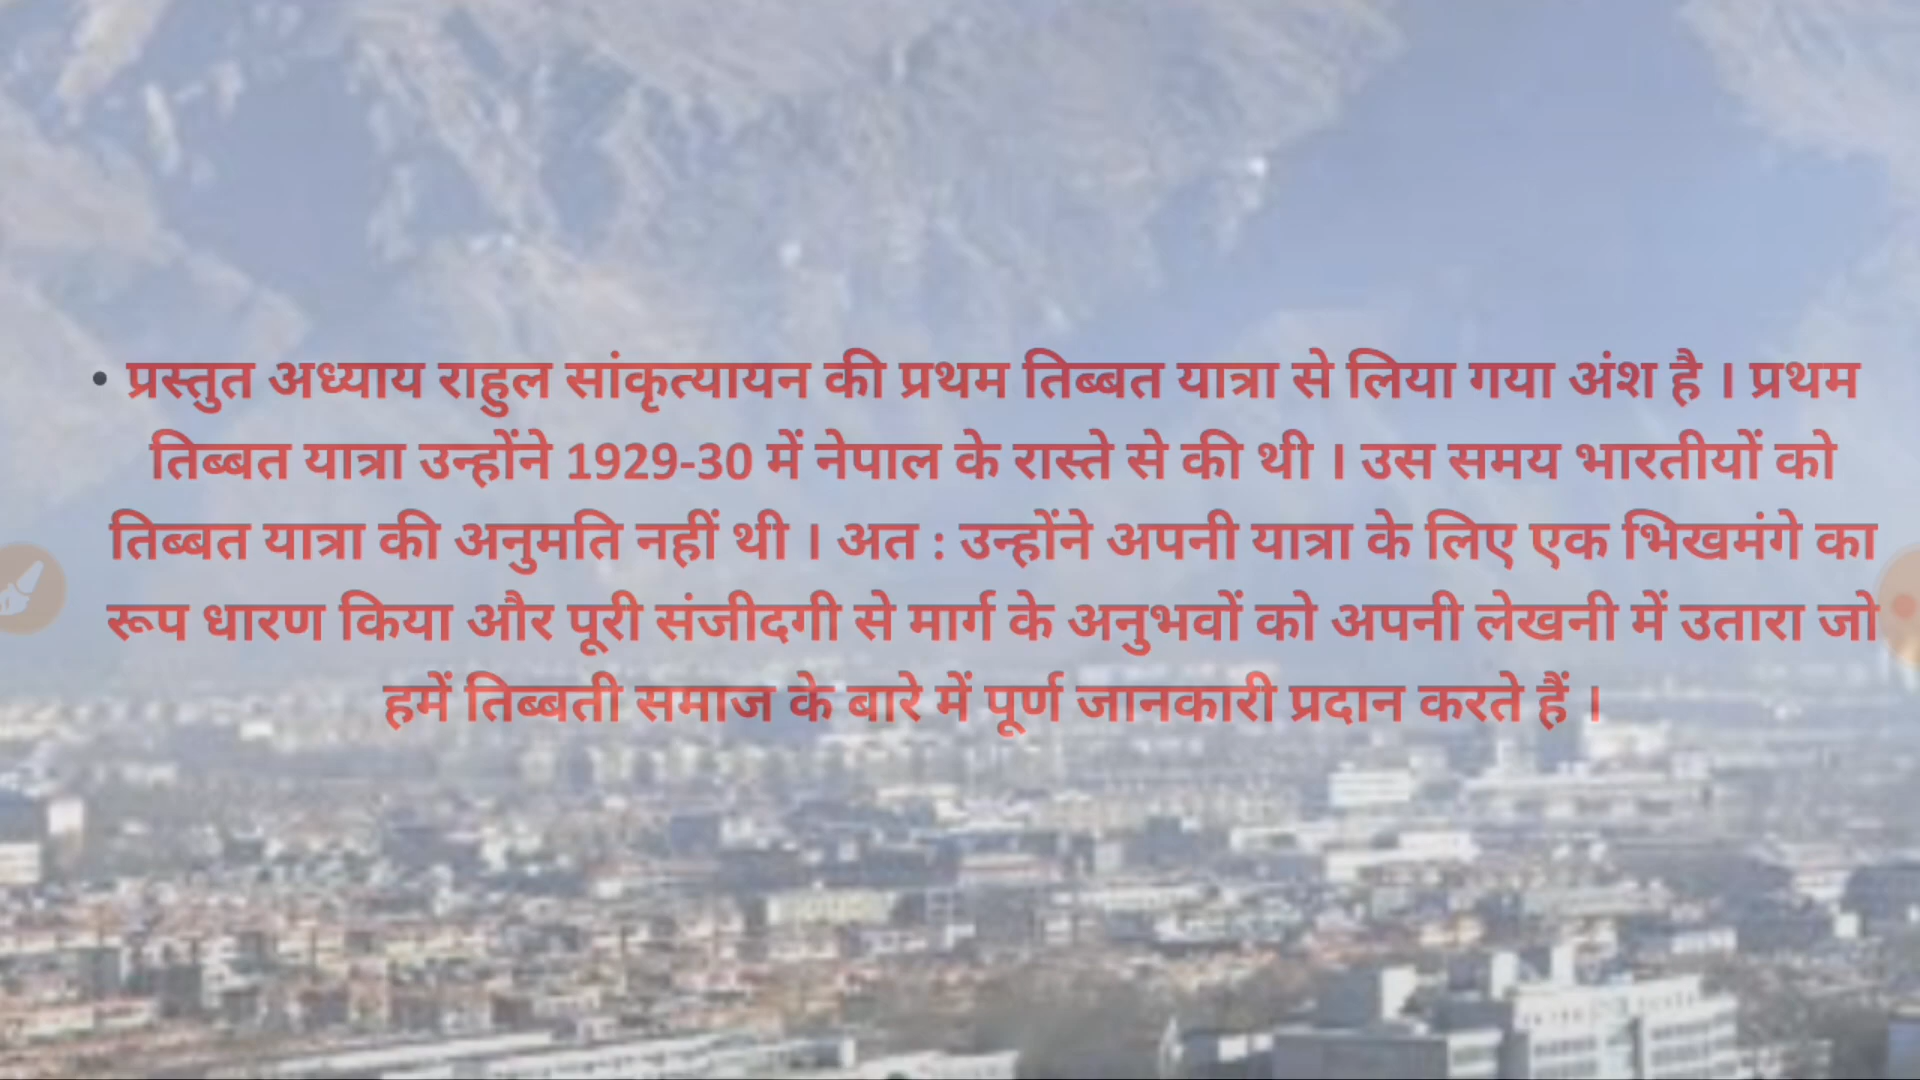 • प्रस्तुत अध्याय राहुल सांकृत्यायन की प्रथम तिब्बत यात्रा से लिया गया अंश है । प्रथम
तिब्बत यात्रा उन्होंने 1929-30 में नेपाल के रास्ते से की थी । उस समय भारतीयों को
तिब्बत यात्रा की अनुमति नहीं थी । अत : उन्होंने अपनी यात्रा के लिए एक भिखमंगे का
रूप धारण किया और पूरी संजीदगी से मार्ग के अनुभवों को अपनी लेखनी में उतारा जो
हमें तिब्बती समाज के बारे में पूर्ण जानकारी प्रदान करते हैं ।